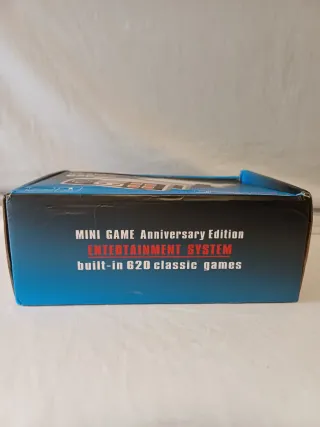 MINI GAME Anniversary Edition
ENTERTAINMENT SYSTEM
built-in 620 classic games